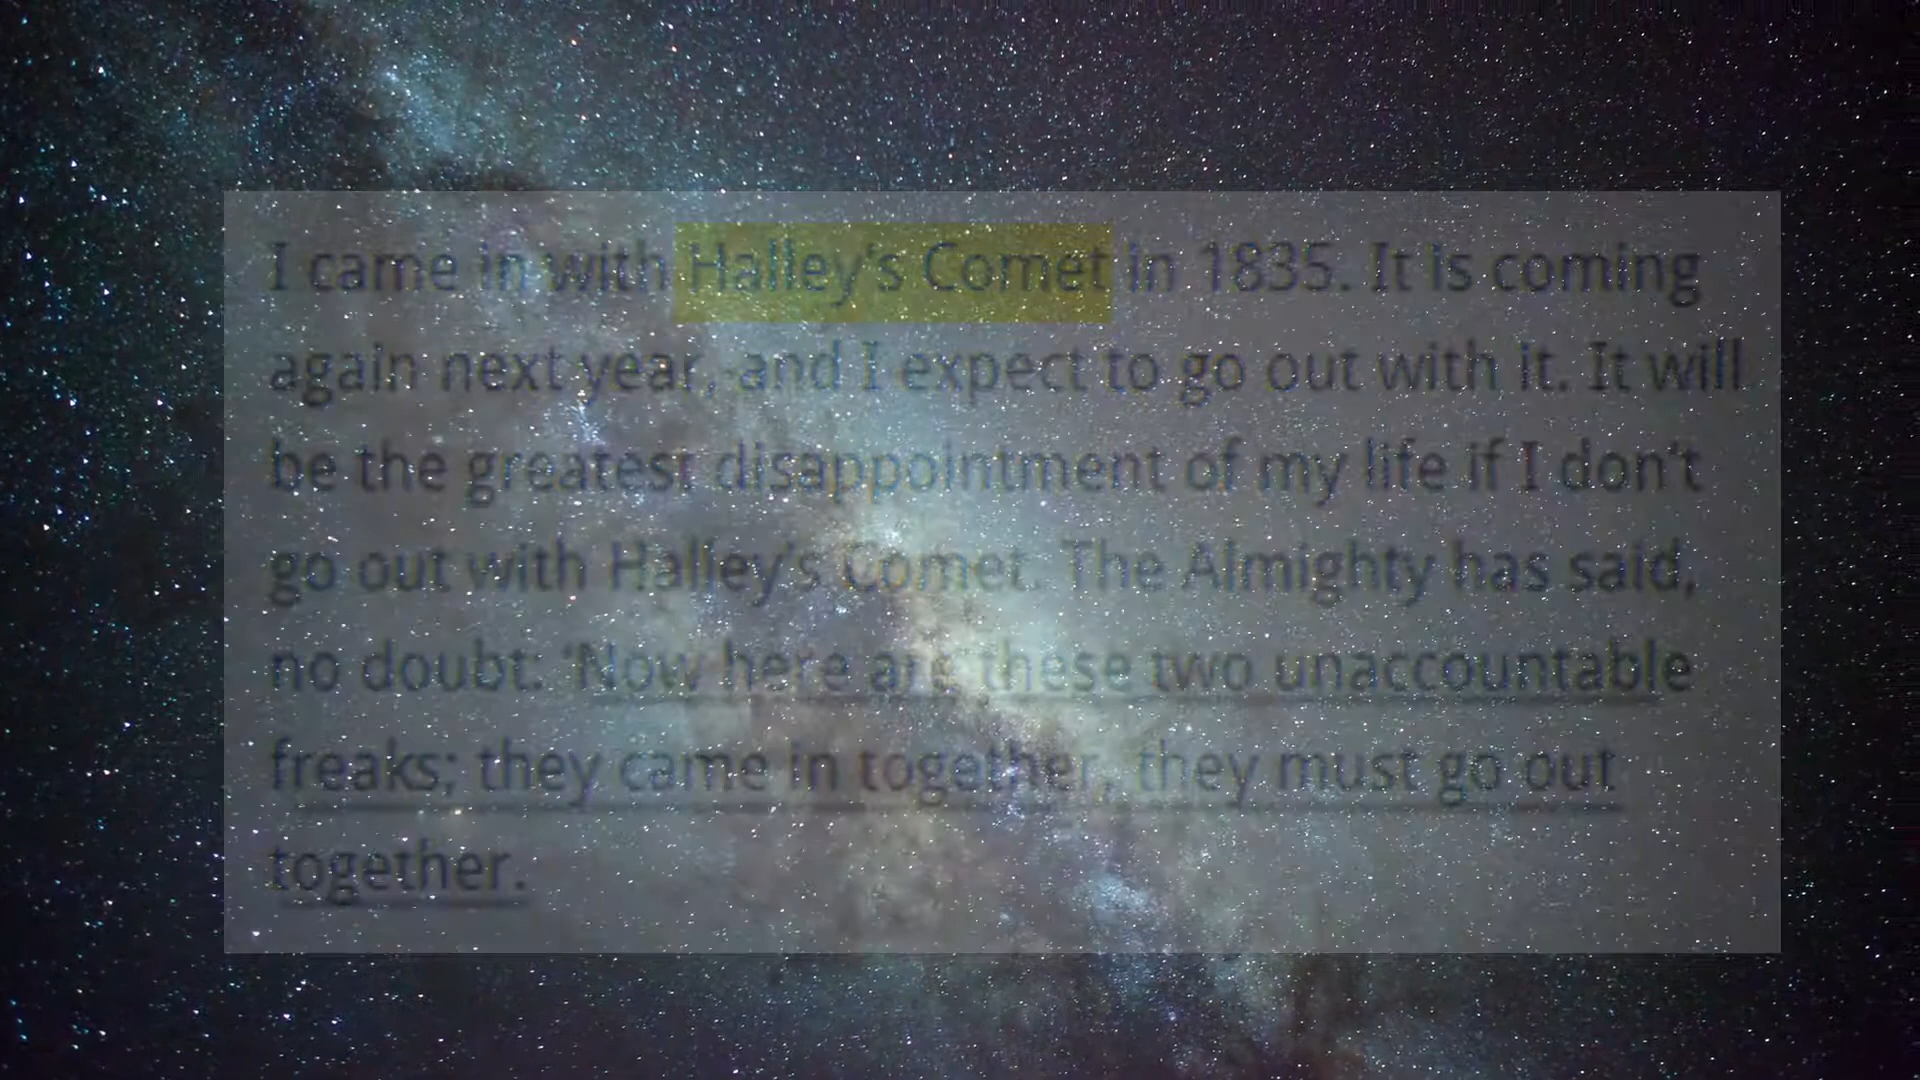 I came in with Halley's Comet in 1835. It is coming
again next year, and I expect to go out with it. It will
be the greatest disappointment of my life if I don't
go out with Halley's Comet. The Almighty has said,
no doubt: 'Now here are these two unaccountable
freaks; they came in together, they must go out
together.